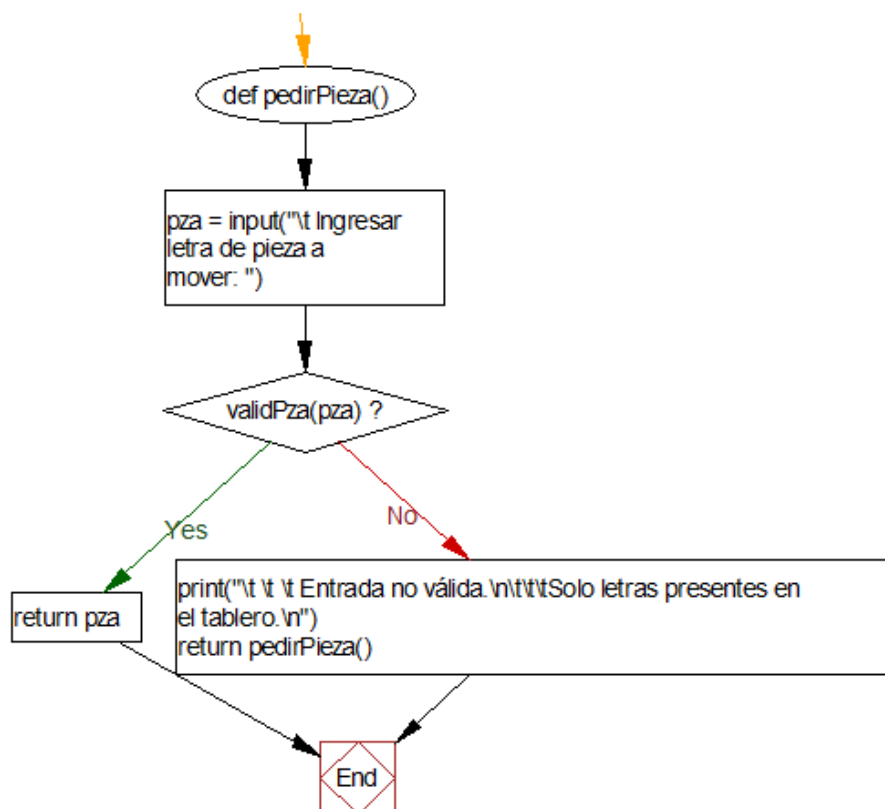 def pedirPieza()
pza = input("\t Ingresar
letra de pieza a
mover: ")
validPza(pza) ?
Yes
No
return pza
print("\t \t \t Entrada no válida.\n\t\t\tSolo letras presentes en
el tablero.\n")
return pedirPieza()
End